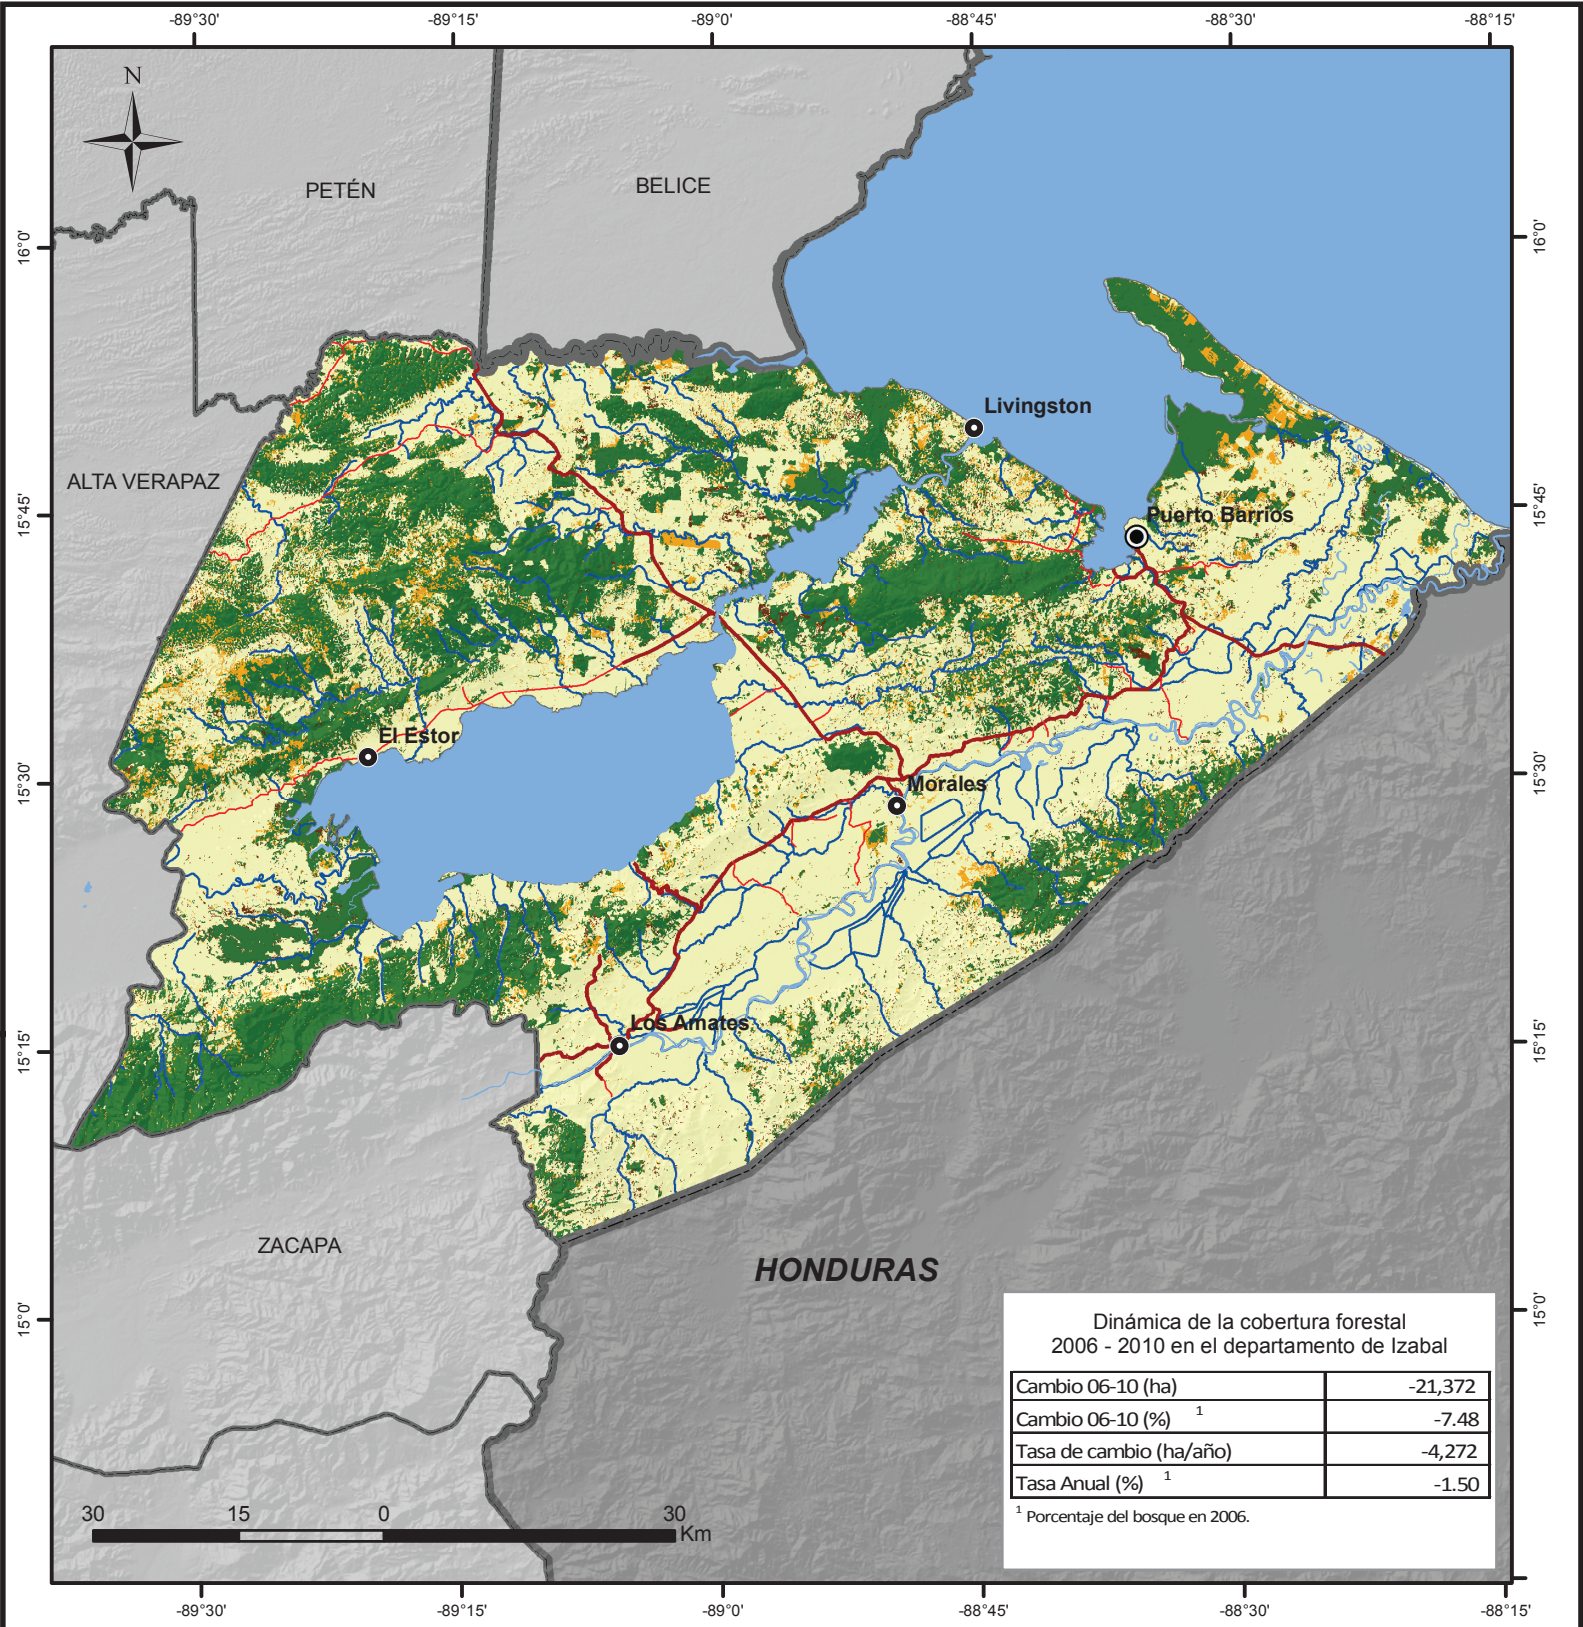 -89°30' -89°15' -89°0' -88°45' -88°30' -88°15'
N
PETÉN
BELICE
16°0' 16°0'
Livingston
ALTA VERAPAZ
15°45' 15°45'
Puerto Barrios
El Estor
15°30' 15°30'
Morales
Los Amates
15°15' 15°15'
ZACAPA
HONDURAS
15°0' 15°0'
Dinámica de la cobertura forestal
2006 - 2010 en el departamento de Izabal
Cambio 06-10 (ha) -21,372
Cambio 06-10 (%) 1 -7.48
Tasa de cambio (ha/año) -4,272
Tasa Anual (%) 1 -1.50
1 Porcentaje del bosque en 2006.
30 15 0 30
Km
-89°30' -89°15' -89°0' -88°45' -88°30' -88°15'